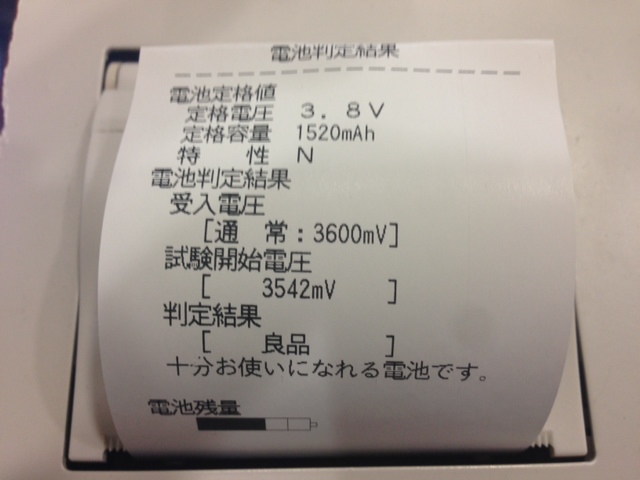 電池判定結果
電池定格値
定格電圧 3.8V
定格容量 1520mAh
特 性 N
電池判定結果
受入電圧
[通 常:3600mV]
試験開始電圧
[ 3542mV ]
判定結果
[ 良品 ]
十分お使いになれる電池です。
電池残量